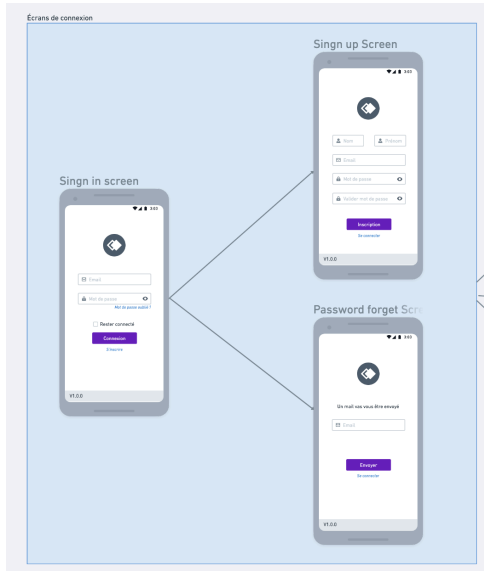 Écrans de connexion
Singn up Screen
3:03
Nom
Prénom
Email
Mot de passe
Valider mot de passe
Inscription
Se connecté
V1.0.0
Singn in screen
3:03
Email
Mot de passe
Mot de passe oublié ?
Rester connecté
Connexion
S'inscrire
V1.0.0
Password forget Scre
3:03
Un mail vas vous être envoyé
Email
Envoyer
Se connecter
V1.0.0